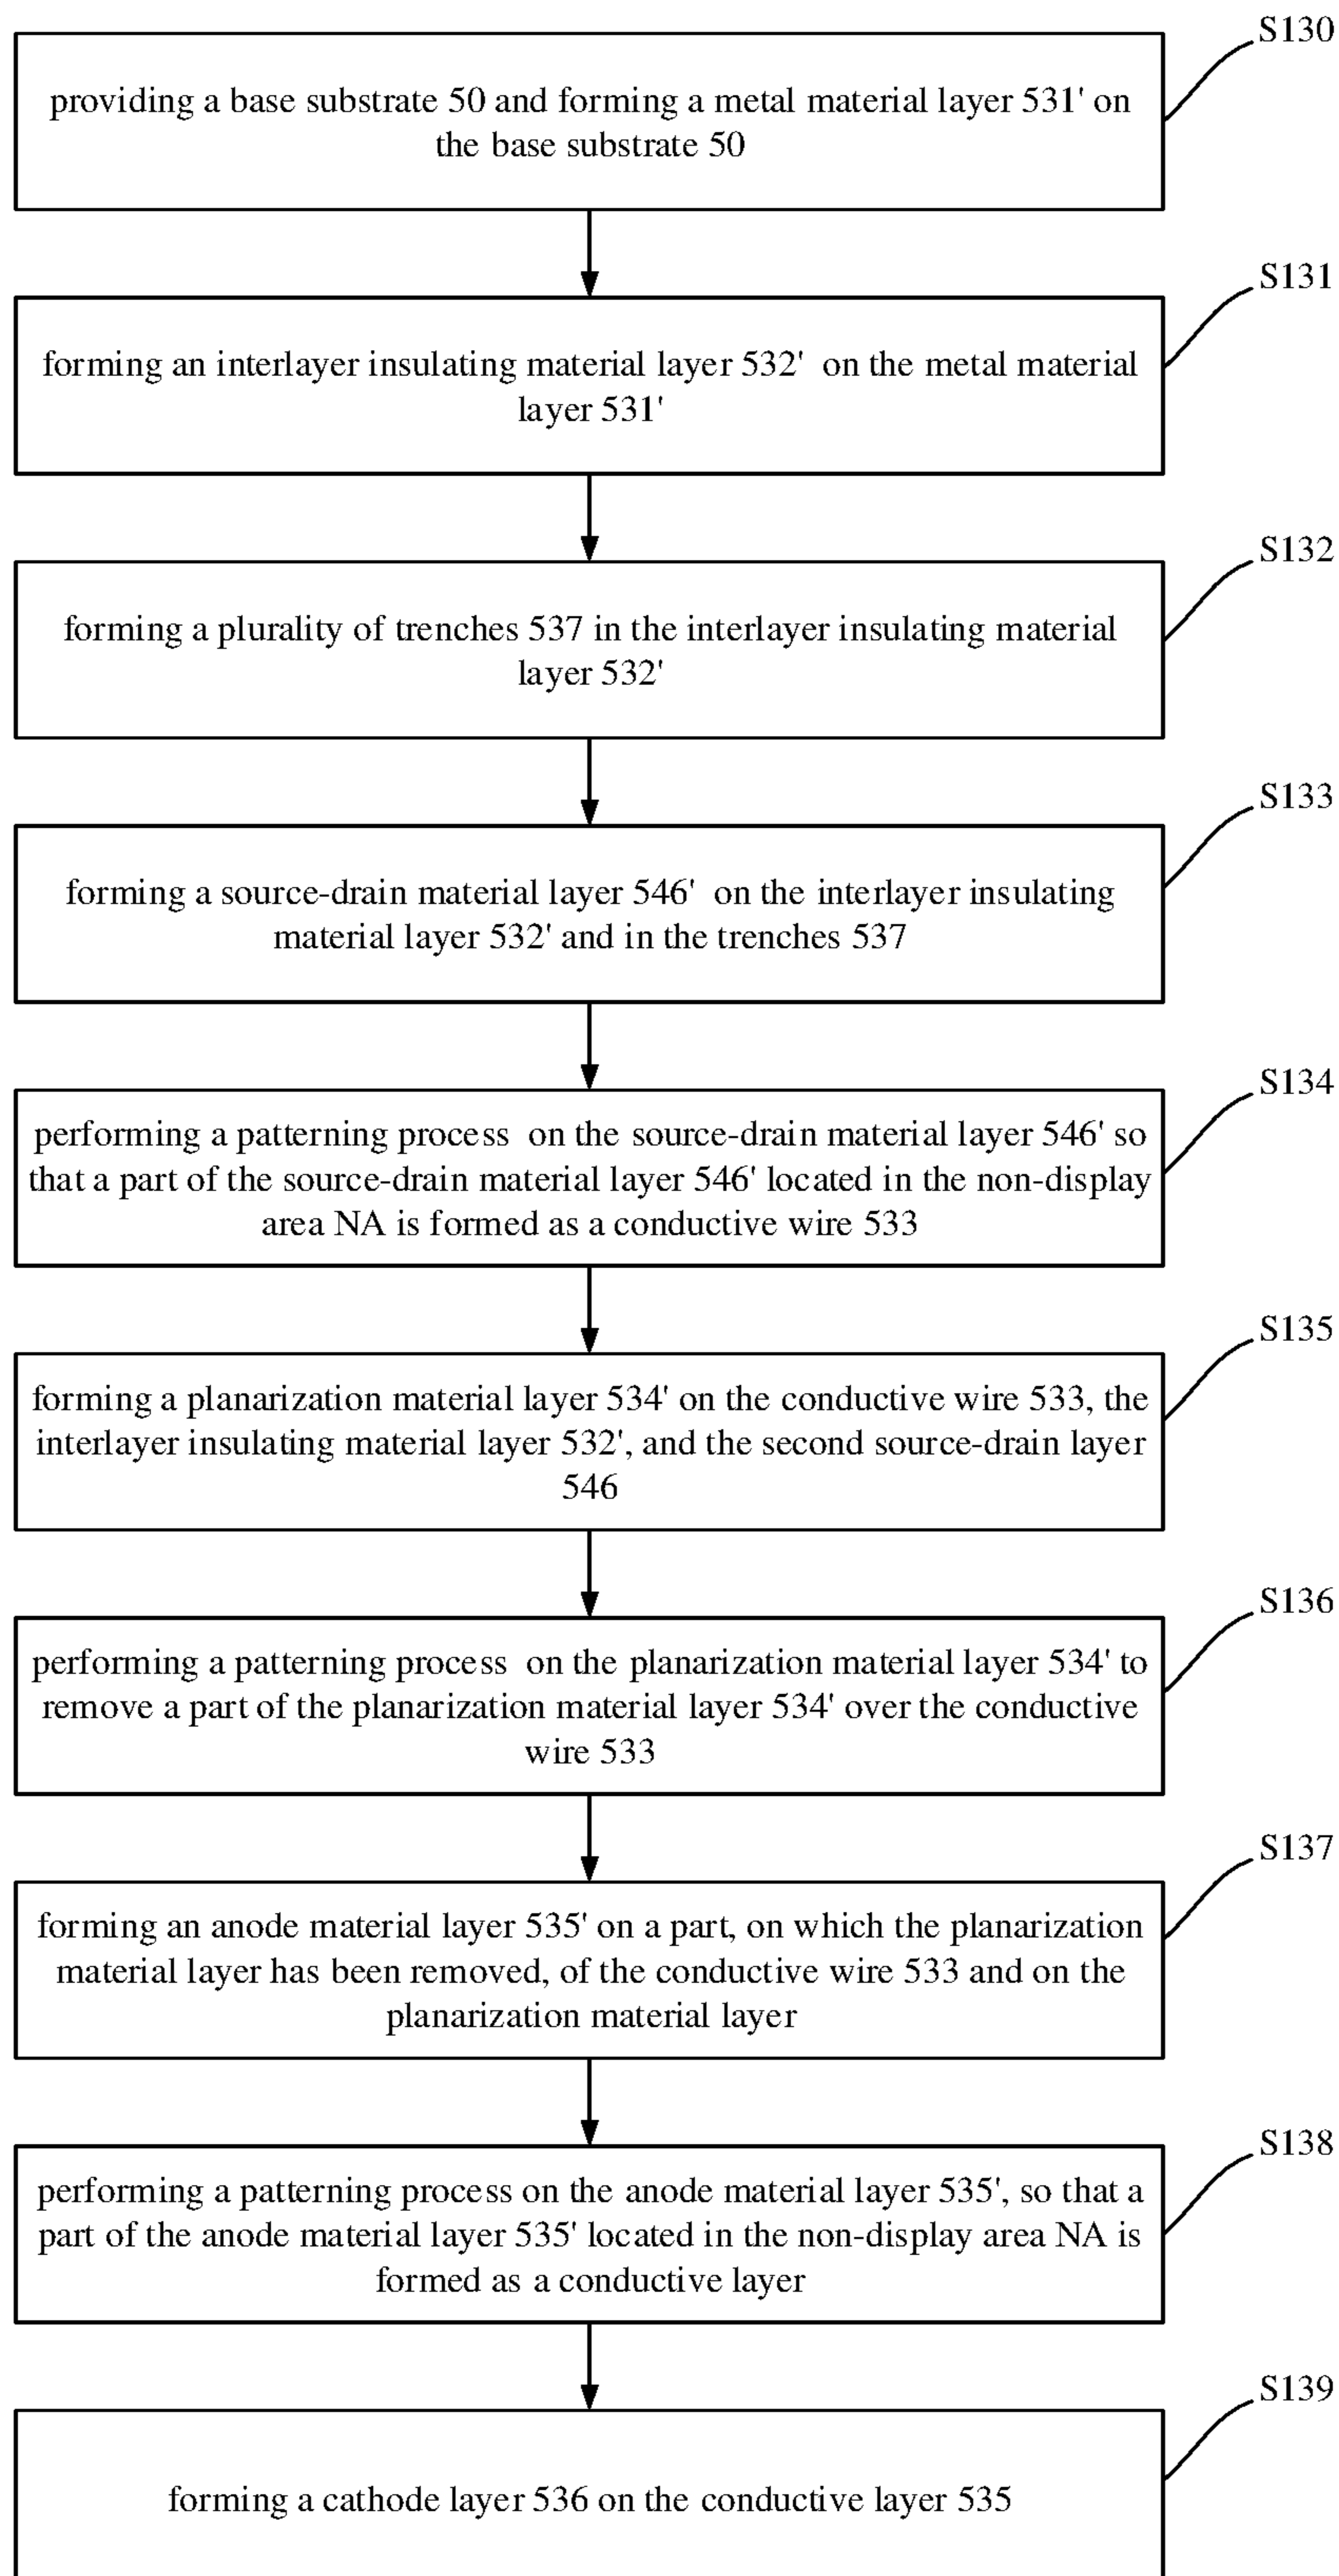 S130
providing a base substrate 50 and forming a metal material layer 531' on
the base substrate 50
S131
forming an interlayer insulating material layer 532' on the metal material
layer 531'
S132
forming a plurality of trenches 537 in the interlayer insulating material
layer 532'
S133
forming a source-drain material layer 546' on the interlayer insulating
material layer 532' and in the trenches 537
S134
performing a patterning process on the source-drain material layer 546' so
that a part of the source-drain material layer 546' located in the non-display
area NA is formed as a conductive wire 533
S135
forming a planarization material layer 534' on the conductive wire 533, the
interlayer insulating material layer 532', and the second source-drain layer
546
S136
performing a patterning process on the planarization material layer 534' to
remove a part of the planarization material layer 534' over the conductive
wire 533
S137
forming an anode material layer 535' on a part, on which the planarization
material layer has been removed, of the conductive wire 533 and on the
planarization material layer
S138
performing a patterning process on the anode material layer 535', so that a
part of the anode material layer 535' located in the non-display area NA is
formed as a conductive layer
S139
forming a cathode layer 536 on the conductive layer 535